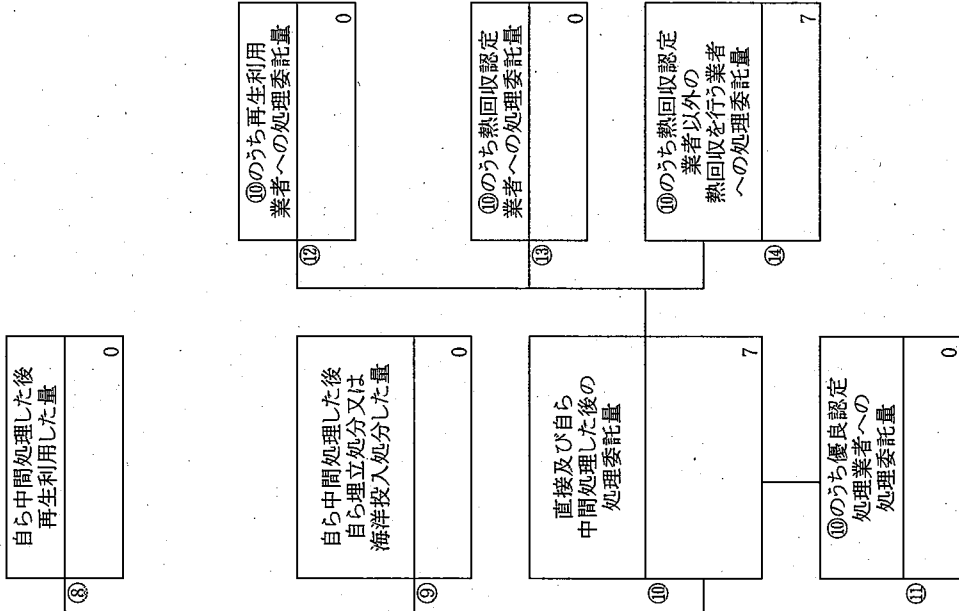 ⑧
自ら中間処理した後
再生利用した量
0
⑨
自ら中間処理した後
自ら埋立処分又は
海洋投入処分した量
0
⑩
直接及び自ら
中間処理した後の
処理委託量
7
⑪
⑩のうち優良認定
処理業者への
処理委託量
0
⑫
⑩のうち再生利用
業者への処理委託量
0
⑬
⑩のうち熱回収認定
業者への処理委託量
0
⑭
⑩のうち熱回収認定
業者以外の
熱回収を行う業者
への処理委託量
7